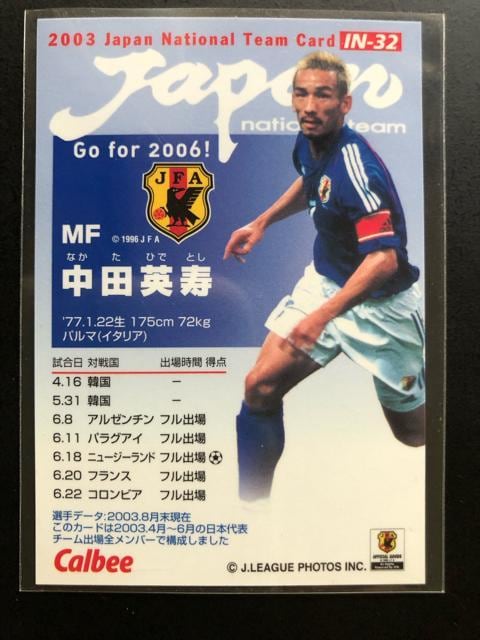 2003 Japan National Team Card IN-32
Japan
national team
Go for 2006!
JFA
MF © 1996 J F A
なか た ひで とし
中田英寿
'77.1.22生 175cm 72kg
パルマ(イタリア)
試合日 対戦国 出場時間 得点
4.16 韓国 −
5.31 韓国 −
6.8 アルゼンチン フル出場
6.11 パラグアイ フル出場
6.18 ニュージーランド フル出場
6.20 フランス フル出場
6.22 コロンビア フル出場
選手データ:2003.8月末現在
このカードは2003.4月〜6月の日本代表
チーム出場全メンバーで構成しました
Calbee
© J.LEAGUE PHOTOS INC.
OFFICIAL GOODS